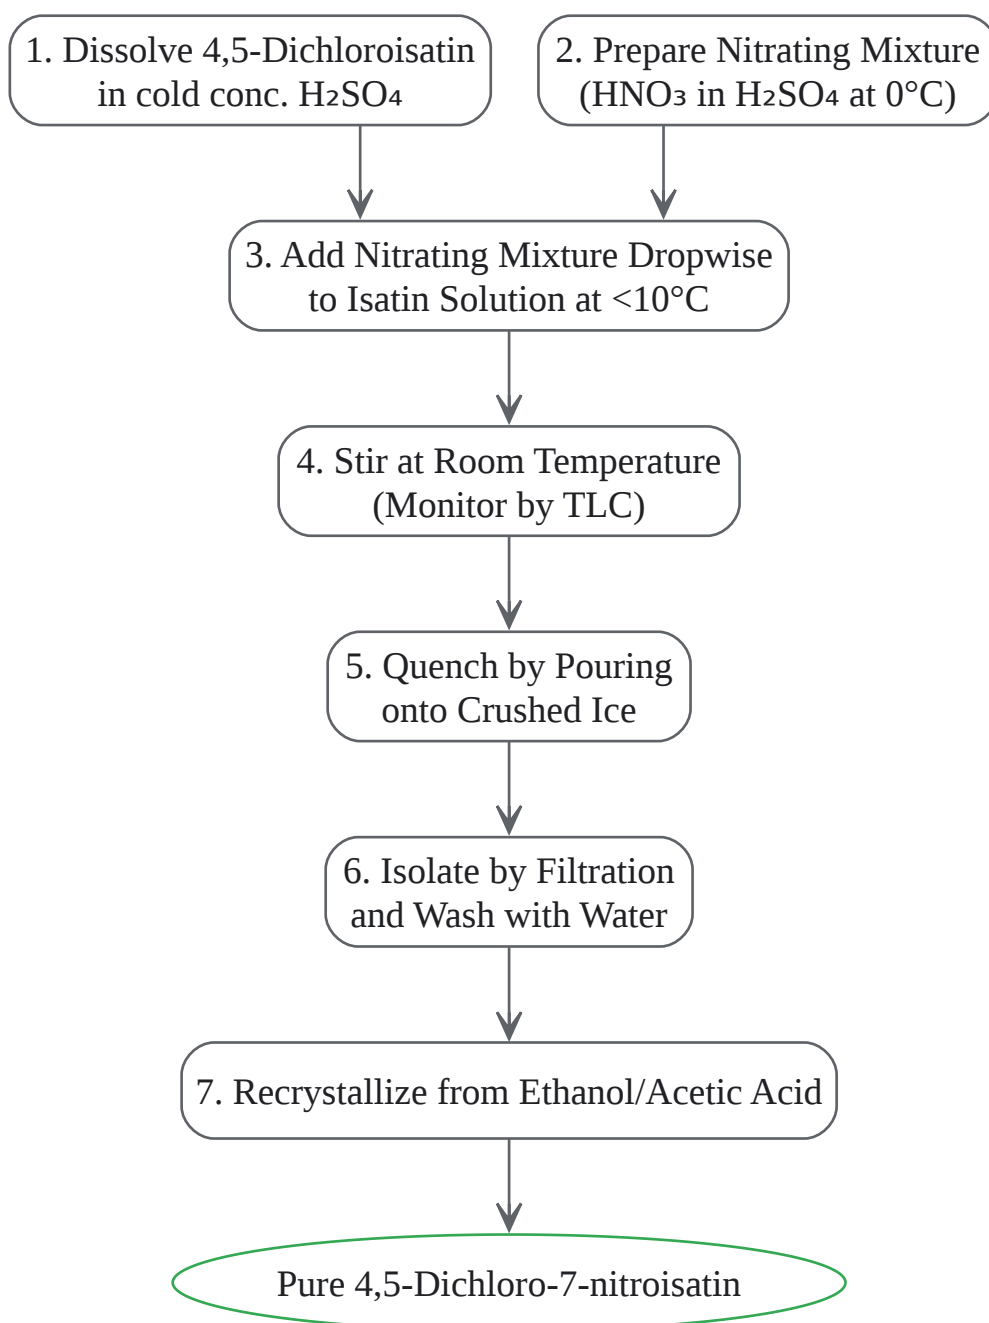 1. Dissolve 4,5-Dichloroisatin
in cold conc. H₂SO₄
2. Prepare Nitrating Mixture
(HNO₃ in H₂SO₄ at 0°C)
3. Add Nitrating Mixture Dropwise
to Isatin Solution at <10°C
4. Stir at Room Temperature
(Monitor by TLC)
5. Quench by Pouring
onto Crushed Ice
6. Isolate by Filtration
and Wash with Water
7. Recrystallize from Ethanol/Acetic Acid
Pure 4,5-Dichloro-7-nitroisatin